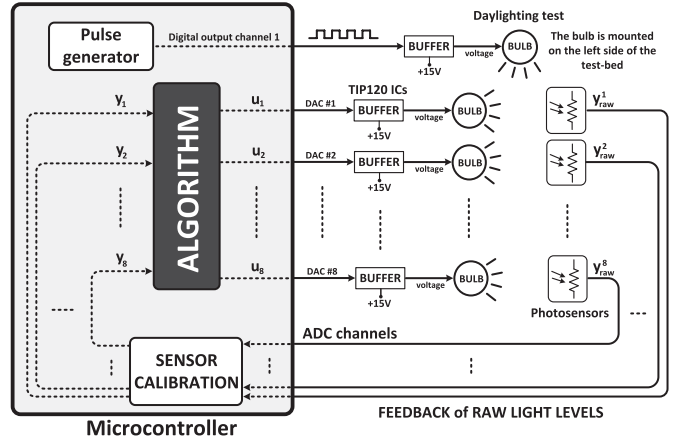 Daylighting test
Pulse
generator
Digital output channel 1
BUFFER
voltage
BULB
+15V
The bulb is mounted
on the left side of the
test-bed
TIP120 ICs
y1
ALGORITHM
u1
DAC #1
BUFFER
voltage
BULB
+15V
y1raw
y2
u2
DAC #2
BUFFER
voltage
BULB
+15V
y2raw
y8
u8
DAC #8
BUFFER
voltage
BULB
+15V
y8raw
Photosensors
ADC channels
SENSOR
CALIBRATION
Microcontroller
FEEDBACK of RAW LIGHT LEVELS